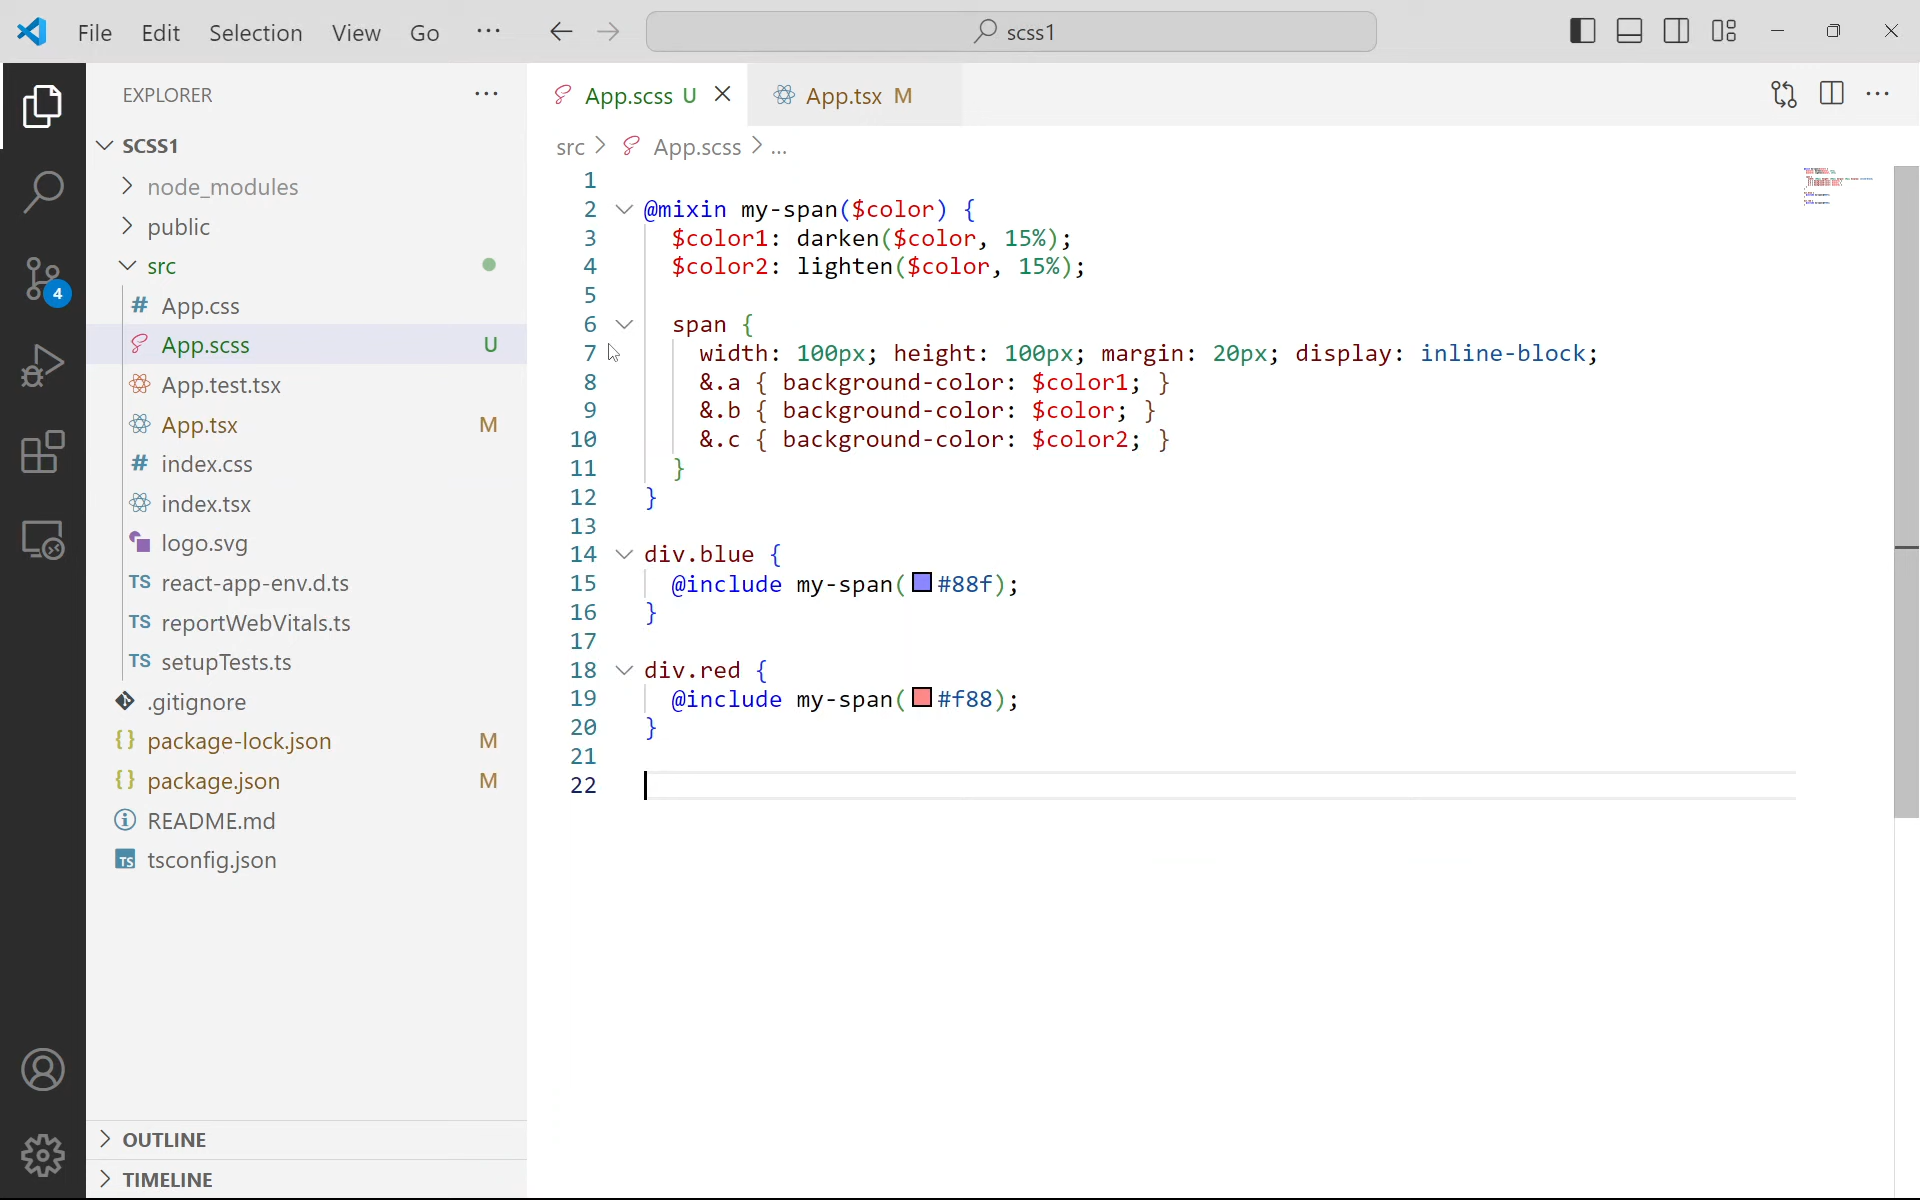 File Edit Selection View Go ··· scss1
EXPLORER ···
SCSS1
node_modules
public
src
# App.css
App.scss U
App.test.tsx
App.tsx M
# index.css
index.tsx
logo.svg
TS react-app-env.d.ts
TS reportWebVitals.ts
TS setupTests.ts
.gitignore
{} package-lock.json M
{} package.json M
README.md
TS tsconfig.json
OUTLINE
TIMELINE
4
App.scss U App.tsx M ···
src > App.scss > ...
1
2 @mixin my-span($color) {
3 $color1: darken($color, 15%);
4 $color2: lighten($color, 15%);
5
6 span {
7 width: 100px; height: 100px; margin: 20px; display: inline-block;
8 &.a { background-color: $color1; }
9 &.b { background-color: $color; }
10 &.c { background-color: $color2; }
11 }
12 }
13
14 div.blue {
15 @include my-span(#88f);
16 }
17
18 div.red {
19 @include my-span(#f88);
20 }
21
22